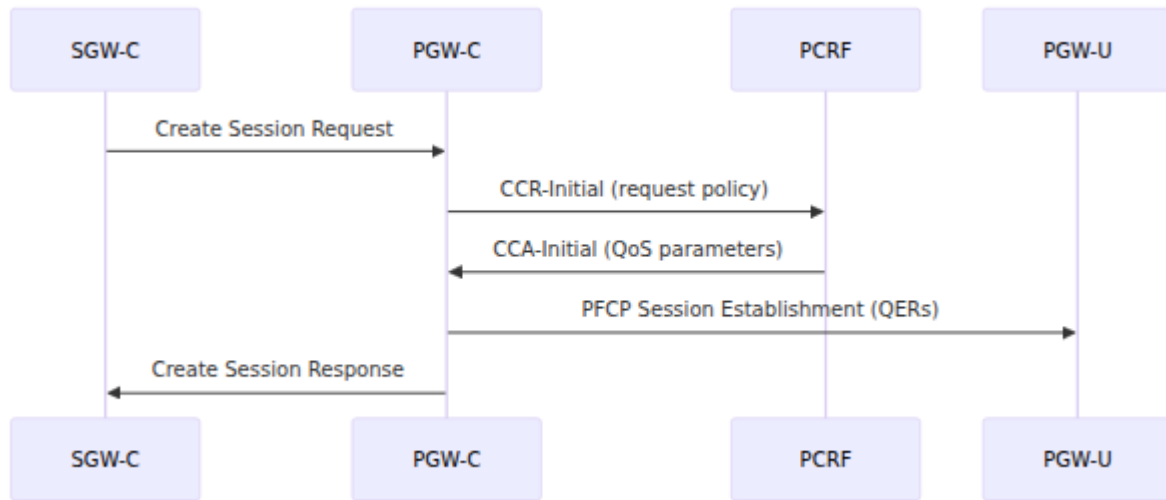 SGW-C
PGW-C
PCRF
PGW-U
Create Session Request
CCR-Initial (request policy)
CCA-Initial (QoS parameters)
PFCP Session Establishment (QERs)
Create Session Response
SGW-C
PGW-C
PCRF
PGW-U